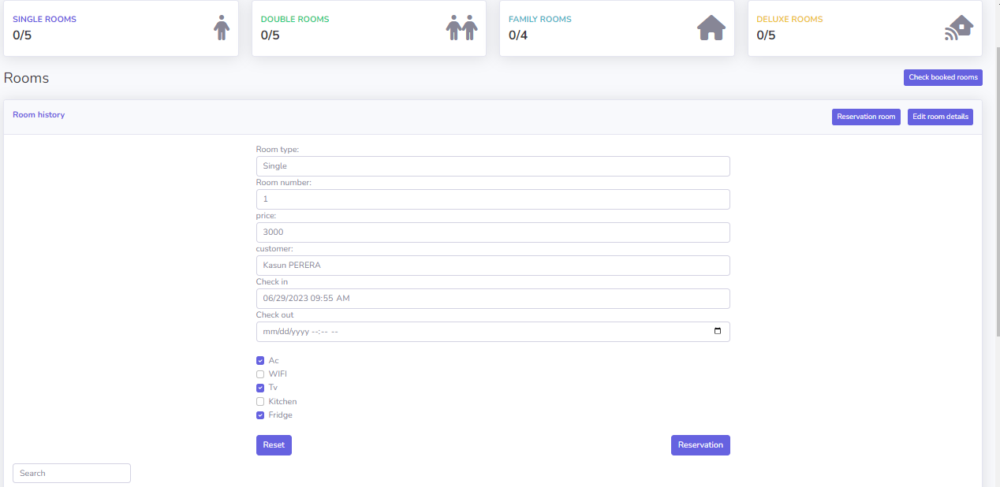 SINGLE ROOMS
0/5
DOUBLE ROOMS
0/5
FAMILY ROOMS
0/4
DELUXE ROOMS
0/5
Rooms
Check booked rooms
Room history
Reservation room
Edit room details
Room type:
Single
Room number:
1
price:
3000
customer:
Kasun PERERA
Check in
06/29/2023 09:55 AM
Check out
mm/dd/yyyy --:-- --
Ac
WIFI
Tv
Kitchen
Fridge
Reset
Reservation
Search